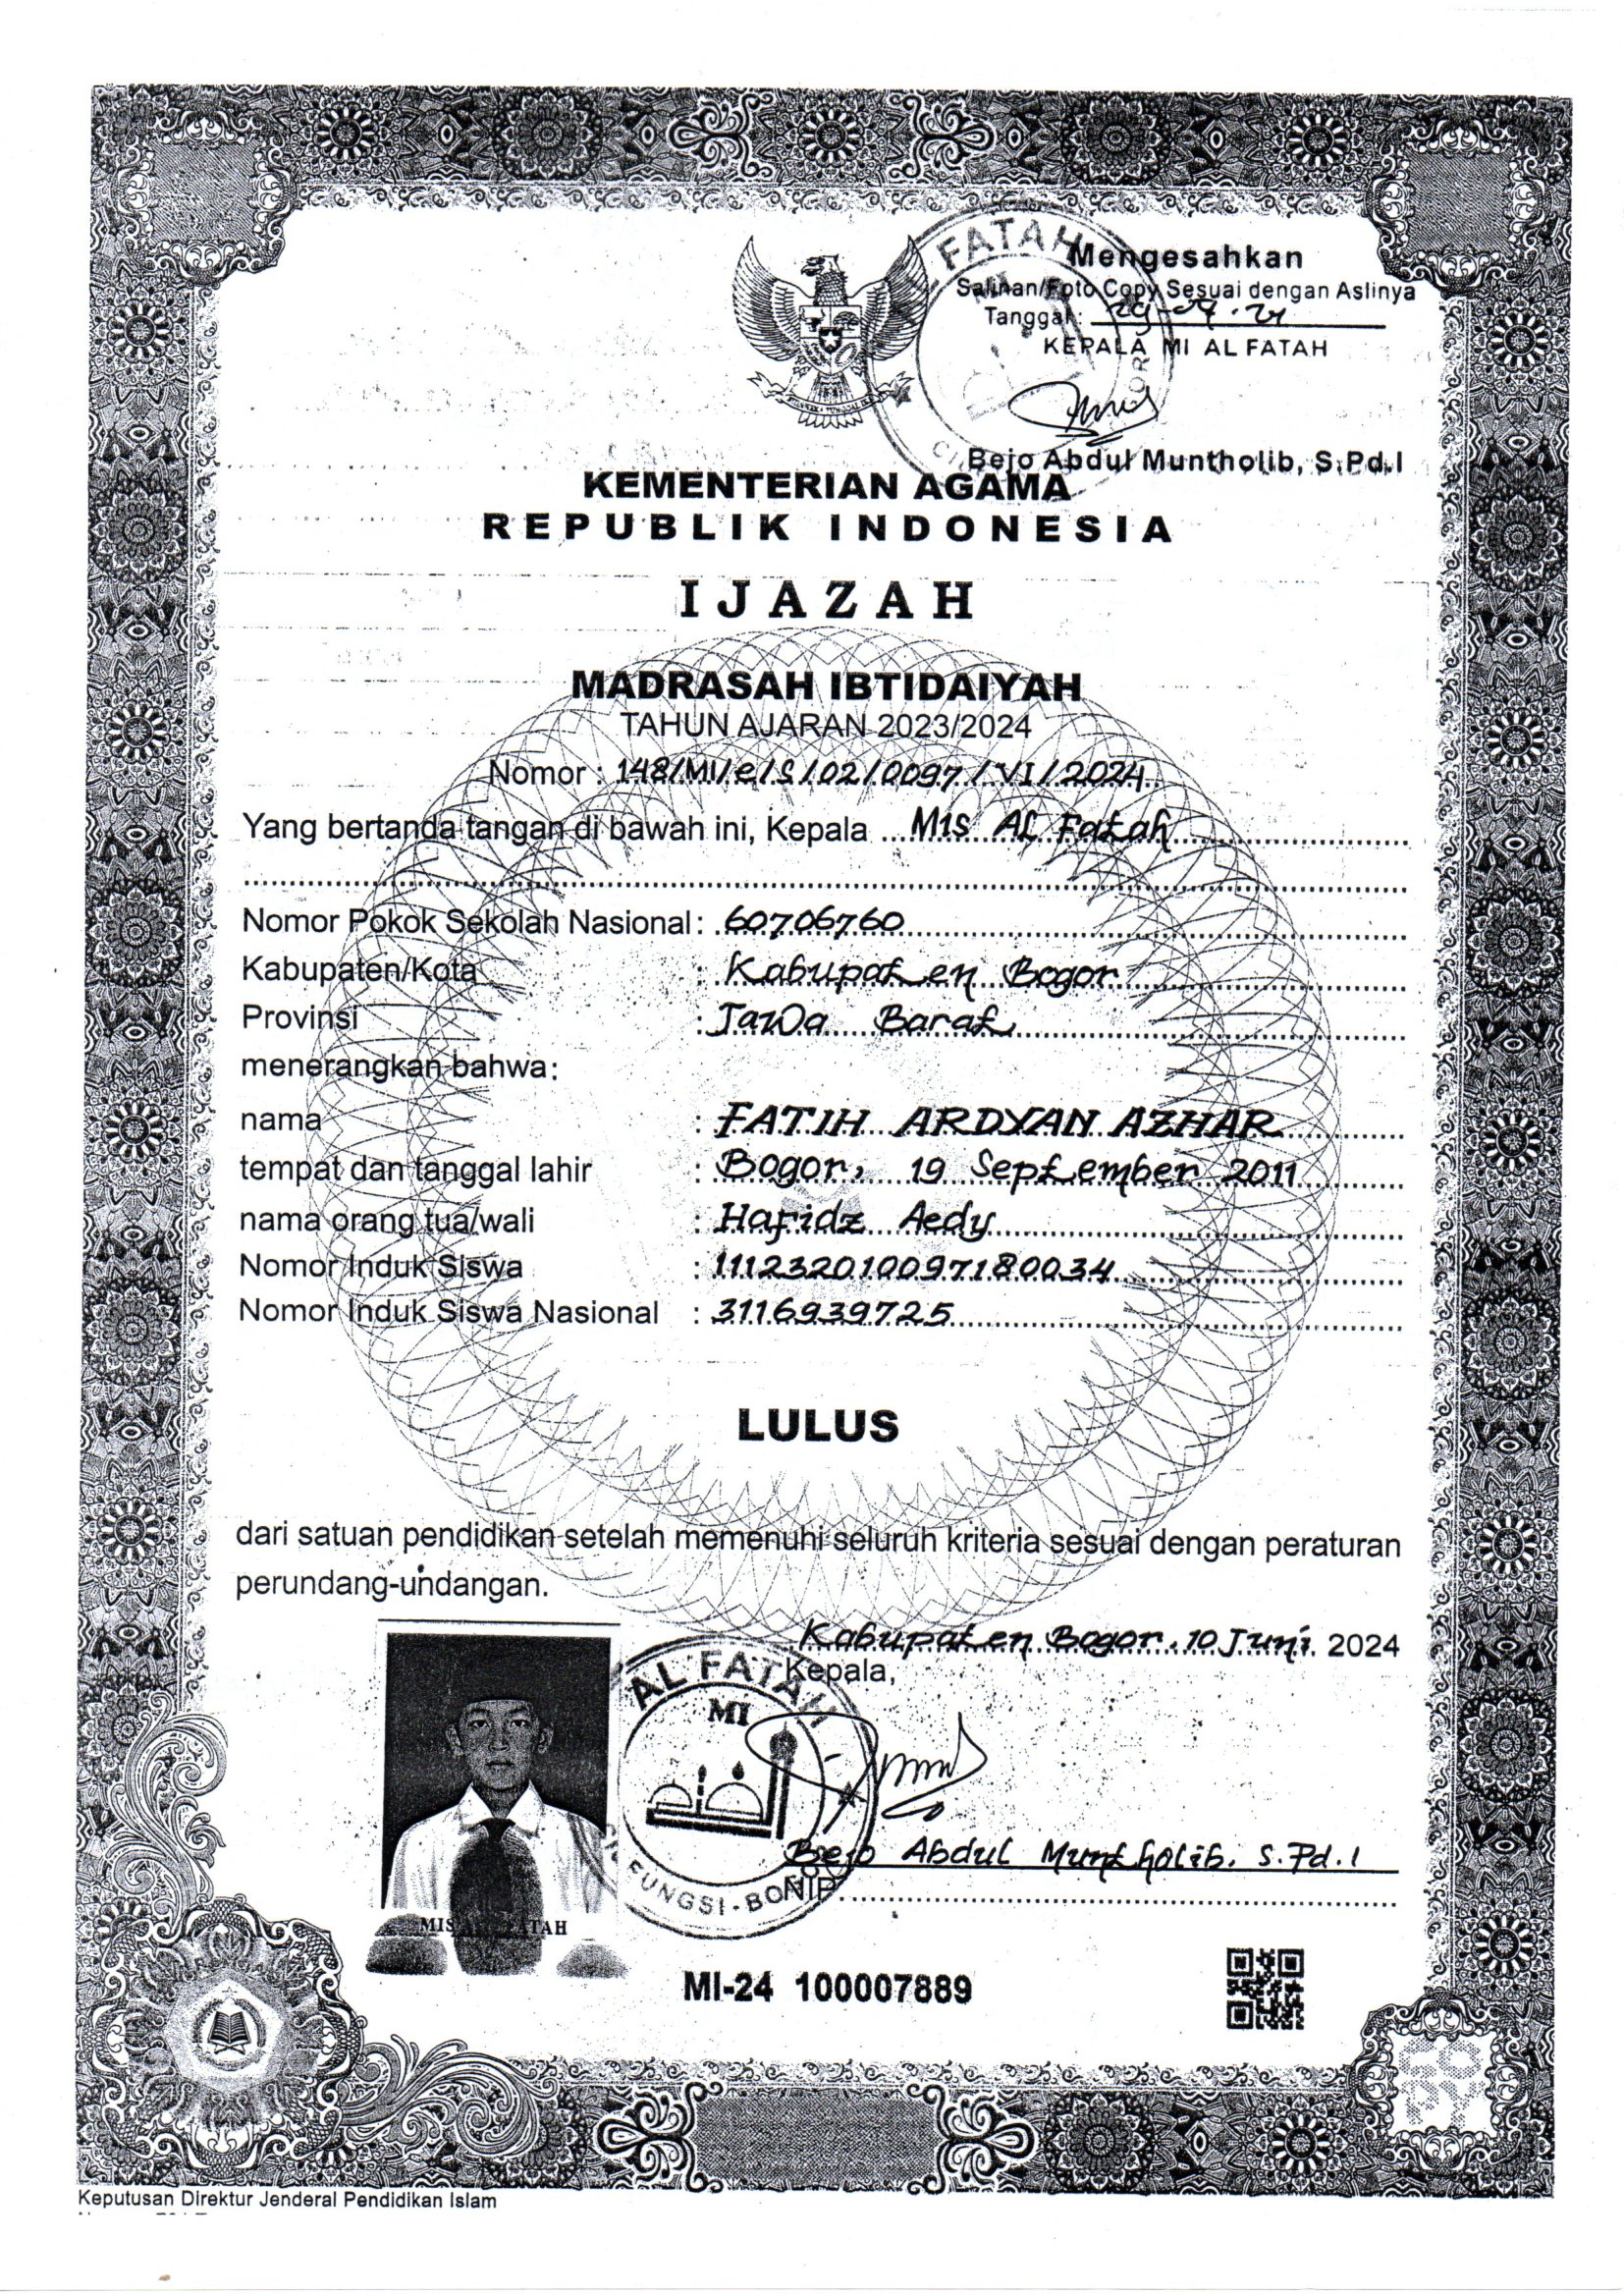 FATAH
Mengesahkan
Salinan/Foto Copy Sesuai dengan Aslinya
Tanggal :
KEPALA MI AL FATAH
Bejo Abdul Muntholib, S.Pd.I
KEMENTERIAN AGAMA
REPUBLIK INDONESIA
IJAZAH
MADRASAH IBTIDAIYAH
TAHUN AJARAN 2023/2024
Nomor : 148/MI/e/S/02/0097/VI/2024
Yang bertanda tangan di bawah ini, Kepala Mis AL Fatah
Nomor Pokok Sekolah Nasional : 60706760
Kabupaten/Kota : Kabupaten Bogor
Provinsi : Jawa Barat
menerangkan bahwa :
nama : FATIH ARDYAN AZHAR
tempat dan tanggal lahir : Bogor, 19 September 2011
nama orang tua/wali : Hafidz Aedy
Nomor Induk Siswa : 111232010097180034
Nomor Induk Siswa Nasional : 3116939725
LULUS
dari satuan pendidikan setelah memenuhi seluruh kriteria sesuai dengan peraturan
perundang-undangan.
Kabupaten Bogor, 10 Juni 2024
Kepala,
AL FATAH
MI
Bejo Abdul Muntholib. S.Pd.I
NIP.
FUNGSI - BOGOR
MIS FATAH
MI-24 100007889
COPY
Keputusan Direktur Jenderal Pendidikan Islam